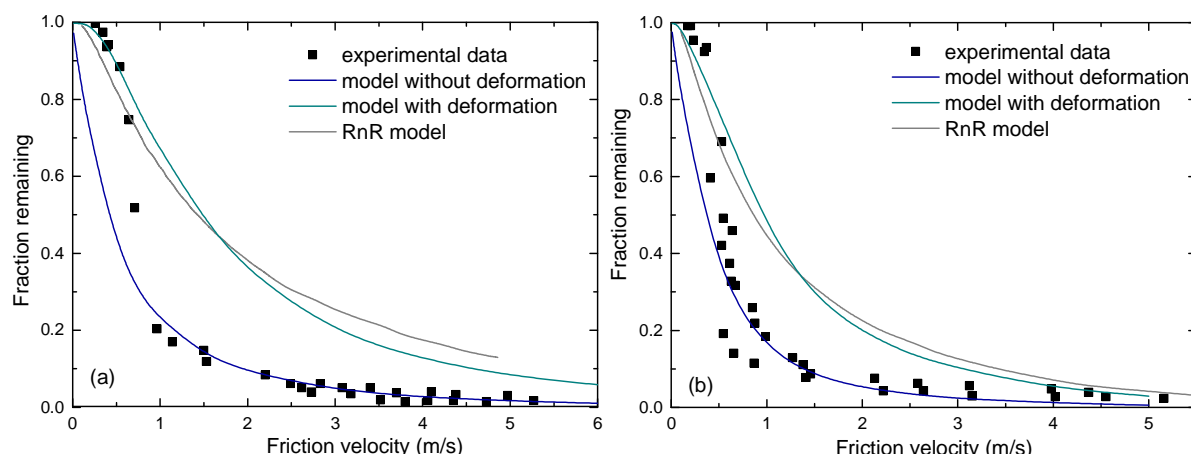 1.0
0.8
0.6
0.4
0.2
0.0
Fraction remaining
experimental data
model without deformation
model with deformation
RnR model
(a)
0 1 2 3 4 5 6
Friction velocity (m/s)
1.0
0.8
0.6
0.4
0.2
0.0
Fraction remaining
experimental data
model without deformation
model with deformation
RnR model
(b)
0 1 2 3 4 5
Friction velocity (m/s)